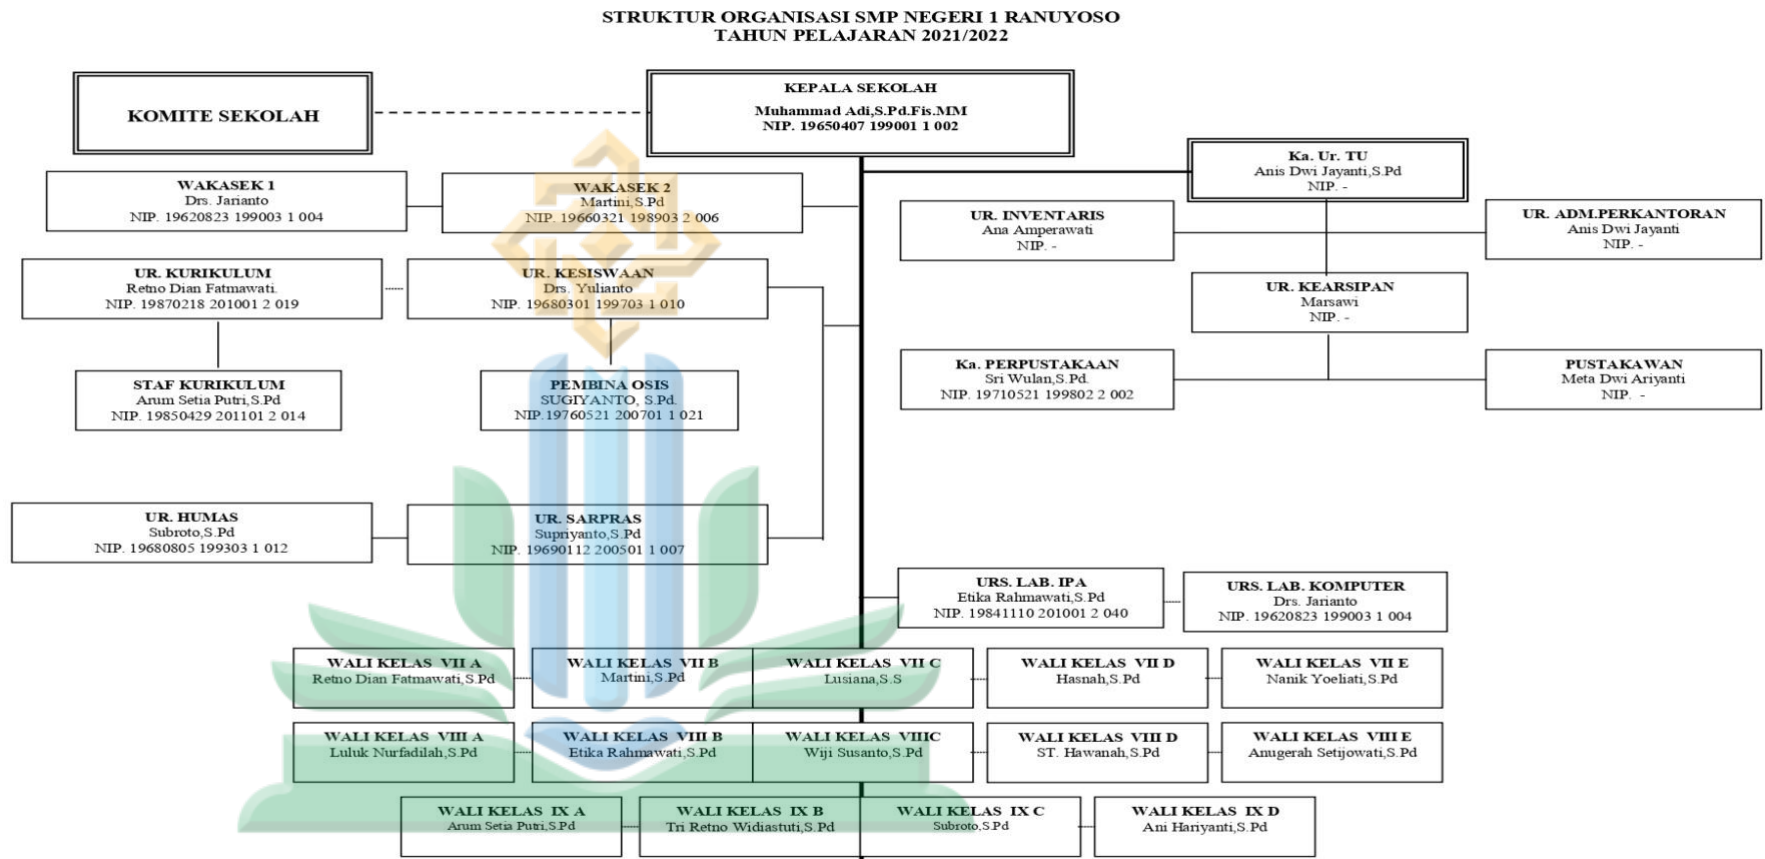 STRUKTUR ORGANISASI SMP NEGERI 1 RANUYOSO
TAHUN PELAJARAN 2021/2022
KOMITE SEKOLAH
KEPALA SEKOLAH
Muhammad Adi,S.Pd.Fis.MM
NIP. 19650407 199001 1 002
Ka. Ur. TU
Anis Dwi Jayanti,S.Pd
NIP. -
WAKASEK 1
Drs. Jarianto
NIP. 19620823 199003 1 004
WAKASEK 2
Martini,S.Pd
NIP. 19660321 198903 2 006
UR. INVENTARIS
Ana Amperawati
NIP. -
UR. ADM.PERKANTORAN
Anis Dwi Jayanti
NIP. -
UR. KURIKULUM
Retno Dian Fatmawati.
NIP. 19870218 201001 2 019
UR. KESISWAAN
Drs. Yulianto
NIP. 19680301 199703 1 010
UR. KEARSIPAN
Marsawi
NIP. -
STAF KURIKULUM
Arum Setia Putri,S.Pd
NIP. 19850429 201101 2 014
PEMBINA OSIS
SUGIYANTO, S.Pd.
NIP.19760521 200701 1 021
Ka. PERPUSTAKAAN
Sri Wulan,S.Pd.
NIP. 19710521 199802 2 002
PUSTAKAWAN
Meta Dwi Ariyanti
NIP. -
UR. HUMAS
Subroto,S.Pd
NIP. 19680805 199303 1 012
UR. SARPRAS
Supriyanto,S.Pd
NIP. 19690112 200501 1 007
URS. LAB. IPA
Etika Rahmawati,S.Pd
NIP. 19841110 201001 2 040
URS. LAB. KOMPUTER
Drs. Jarianto
NIP. 19620823 199003 1 004
WALI KELAS VII A
Retno Dian Fatmawati,S.Pd
WALI KELAS VII B
Martini,S.Pd
WALI KELAS VII C
Lusiana,S.S
WALI KELAS VII D
Hasnah,S.Pd
WALI KELAS VII E
Nanik Yoeliati,S.Pd
WALI KELAS VIII A
Luluk Nurfadilah,S.Pd
WALI KELAS VIII B
Etika Rahmawati,S.Pd
WALI KELAS VIIIC
Wiji Susanto,S.Pd
WALI KELAS VIII D
ST. Hawanah,S.Pd
WALI KELAS VIII E
Anugerah Setijowati,S.Pd
WALI KELAS IX A
Arum Setia Putri,S.Pd
WALI KELAS IX B
Tri Retno Widiastuti,S.Pd
WALI KELAS IX C
Subroto,S.Pd
WALI KELAS IX D
Ani Hariyanti,S.Pd